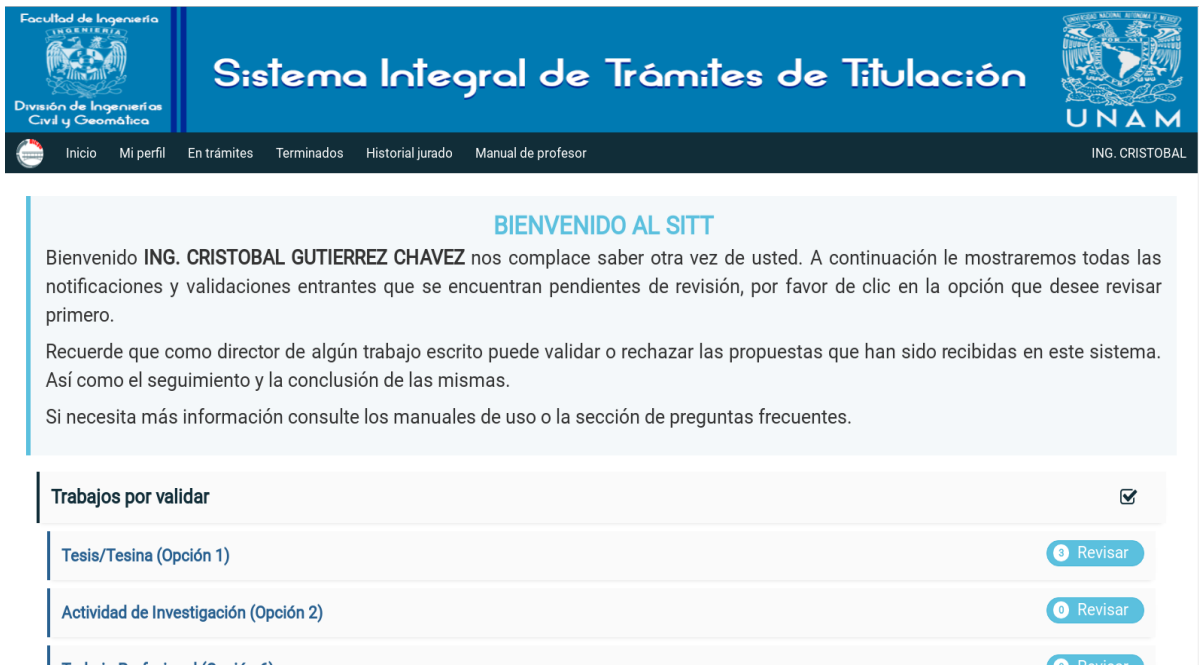 Facultad de Ingeniería
INGENIERIA
División de Ingenierías
Civil y Geomática
Sistema Integral de Trámites de Titulación
UNAM
Inicio Mi perfil En trámites Terminados Historial jurado Manual de profesor ING. CRISTOBAL
BIENVENIDO AL SITT
Bienvenido ING. CRISTOBAL GUTIERREZ CHAVEZ nos complace saber otra vez de usted. A continuación le mostraremos todas las
notificaciones y validaciones entrantes que se encuentran pendientes de revisión, por favor de clic en la opción que desee revisar
primero.
Recuerde que como director de algún trabajo escrito puede validar o rechazar las propuestas que han sido recibidas en este sistema.
Así como el seguimiento y la conclusión de las mismas.
Si necesita más información consulte los manuales de uso o la sección de preguntas frecuentes.
Trabajos por validar
Tesis/Tesina (Opción 1) 3 Revisar
Actividad de Investigación (Opción 2) 0 Revisar